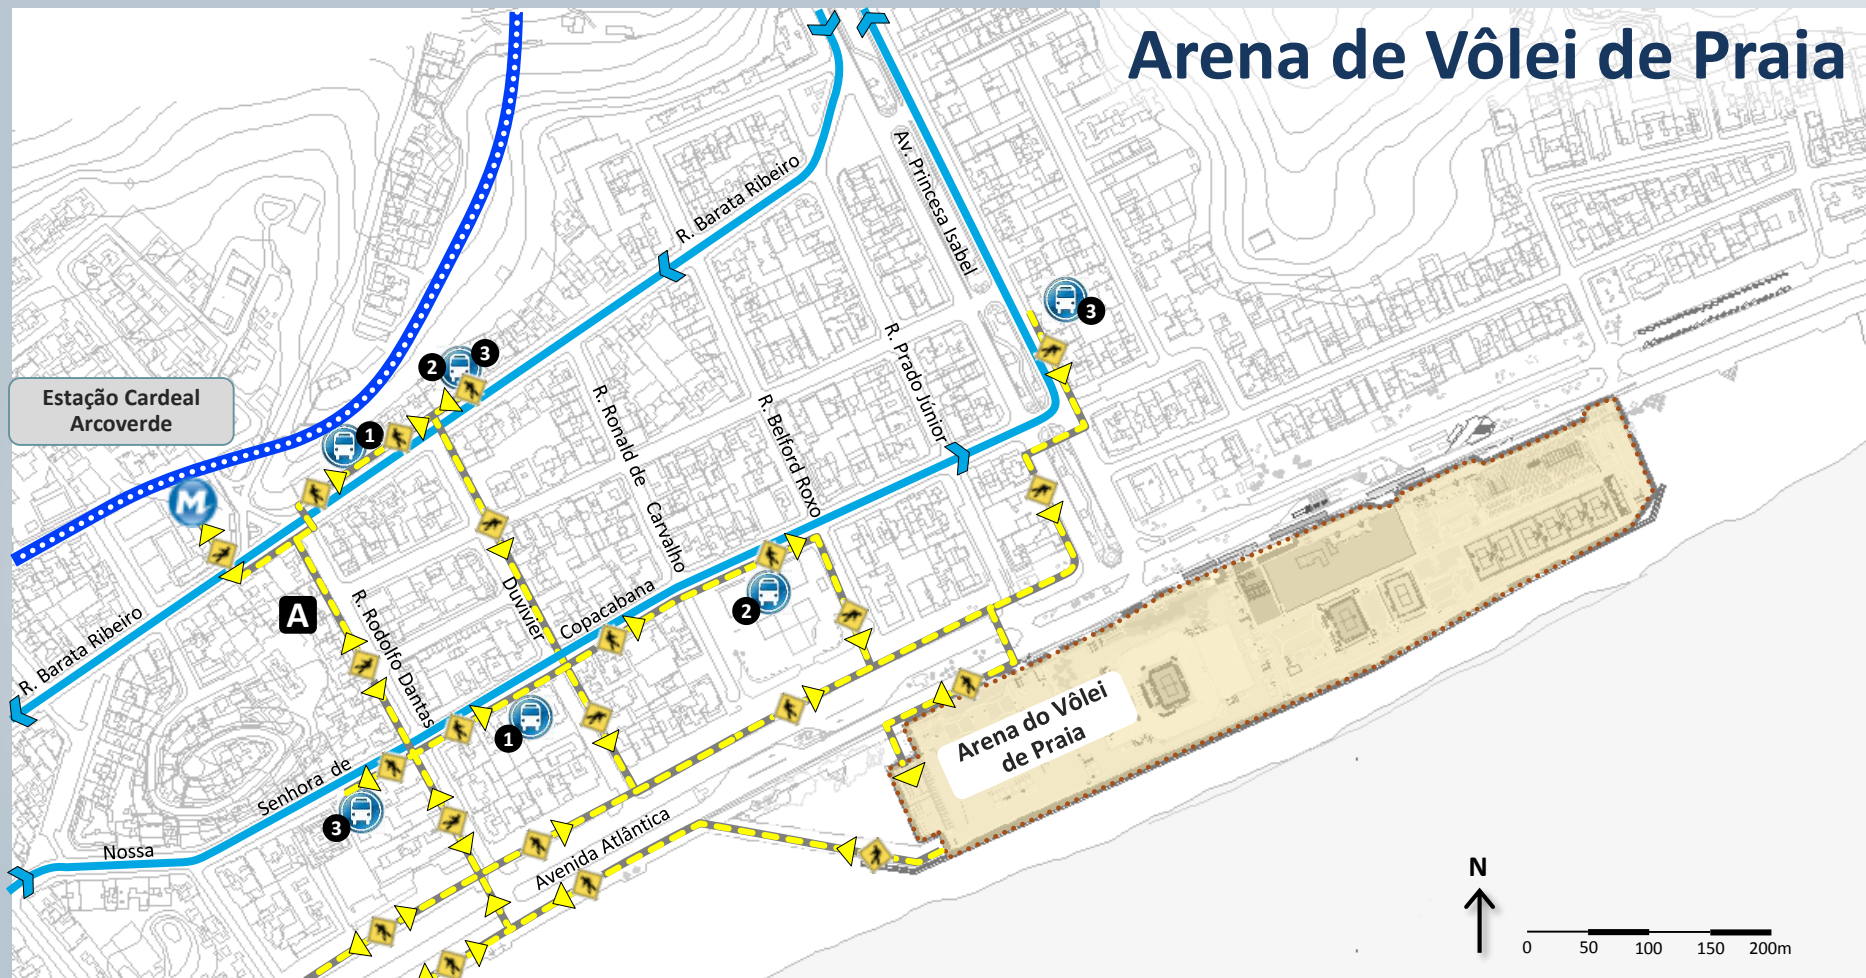 Arena de Vôlei de Praia
R. Barata Ribeiro
Av. Princesa Isabel
3
2
3
Estação Cardeal
Arcoverde
1
M
R. Ronald de Carvalho
R. Belford Roxo
R. Prado Júnior
A
R. Rodolfo Dantas
Duvivier
2
R. Barata Ribeiro
1
3
Nossa Senhora de Copacabana
Avenida Atlântica
Arena do Vôlei
de Praia
N
0 50 100 150 200m